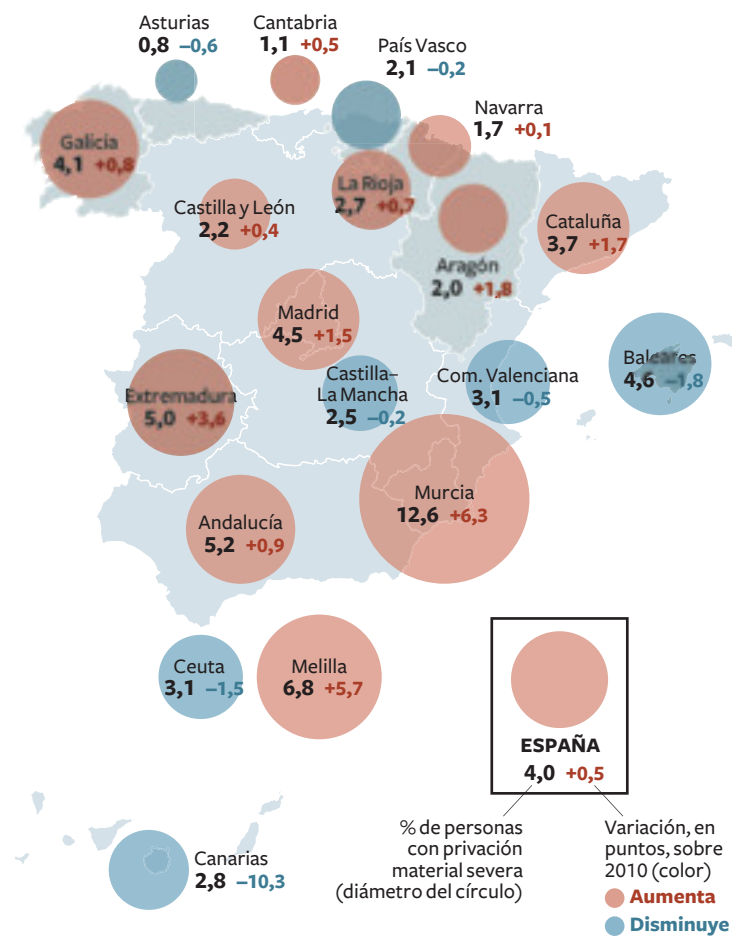 Asturias
0,8 −0,6
Cantabria
1,1 +0,5
País Vasco
2,1 −0,2
Navarra
1,7 +0,1
Galicia
4,1 +0,8
La Rioja
2,7 +0,7
Castilla y León
2,2 +0,4
Cataluña
3,7 +1,7
Aragón
2,0 +1,8
Madrid
4,5 +1,5
Baleares
4,6 −1,8
Castilla–
La Mancha
2,5 −0,2
Com. Valenciana
3,1 −0,5
Extremadura
5,0 +3,6
Murcia
12,6 +6,3
Andalucía
5,2 +0,9
Ceuta
3,1 −1,5
Melilla
6,8 +5,7
ESPAÑA
4,0 +0,5
% de personas
con privación
material severa
(diámetro del círculo)
Variación, en
puntos, sobre
2010 (color)
Aumenta
Disminuye
Canarias
2,8 −10,3